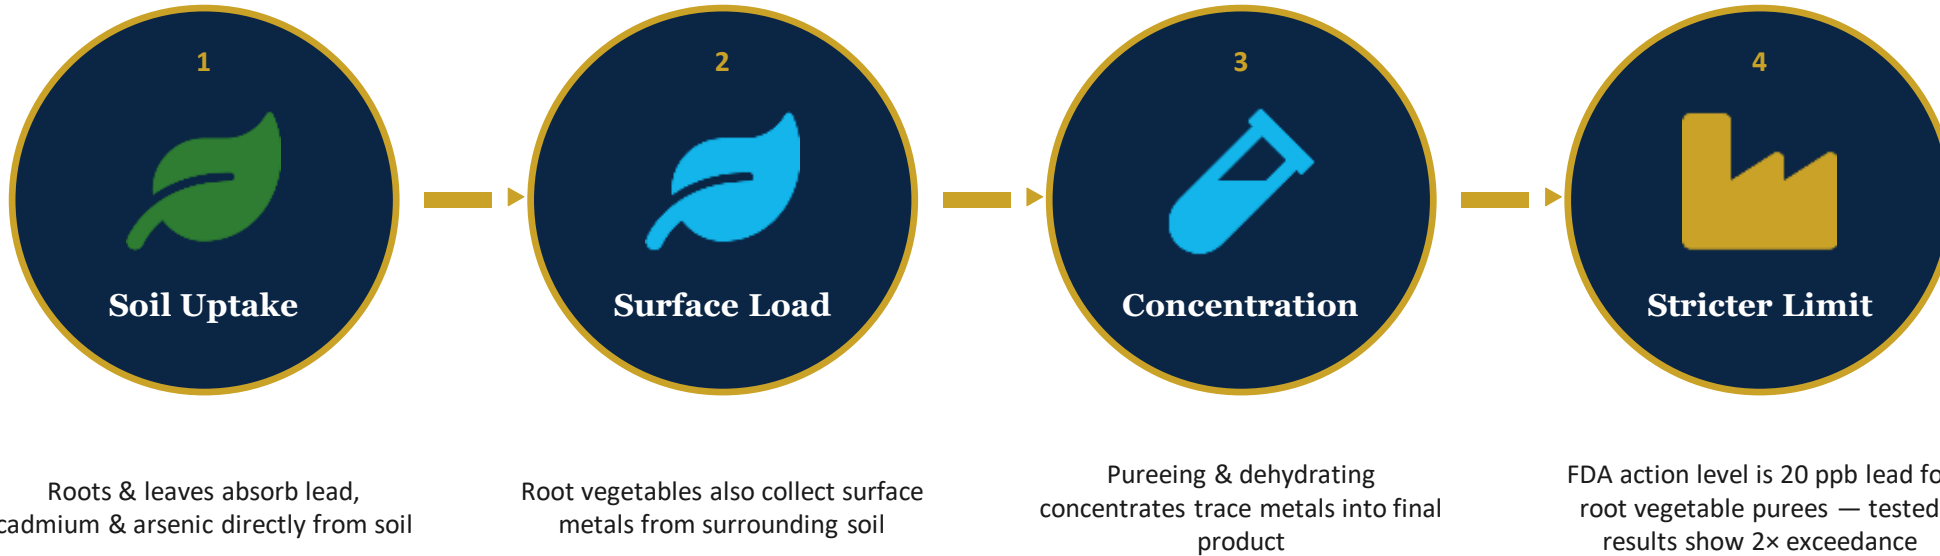 1
Soil Uptake
Roots & leaves absorb lead,
cadmium & arsenic directly from soil
2
Surface Load
Root vegetables also collect surface
metals from surrounding soil
3
Concentration
Pureeing & dehydrating
concentrates trace metals into final
product
4
Stricter Limit
FDA action level is 20 ppb lead fo
root vegetable purees — tested
results show 2× exceedance